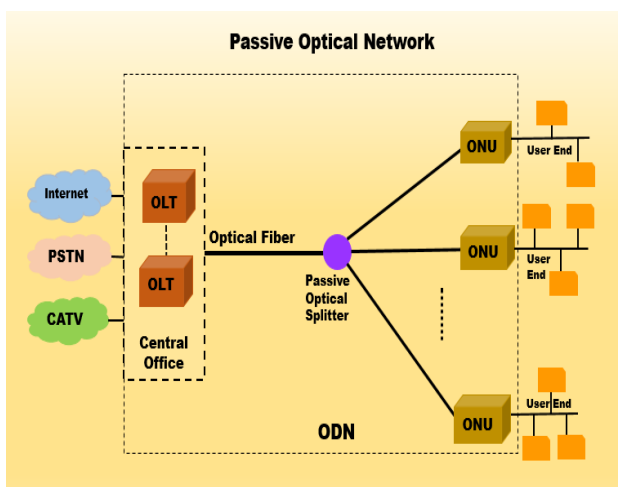 Passive Optical Network
Internet
PSTN
CATV
OLT
OLT
Central
Office
Optical Fiber
Passive
Optical
Splitter
ONU
User End
ONU
User
End
ONU
User End
ODN